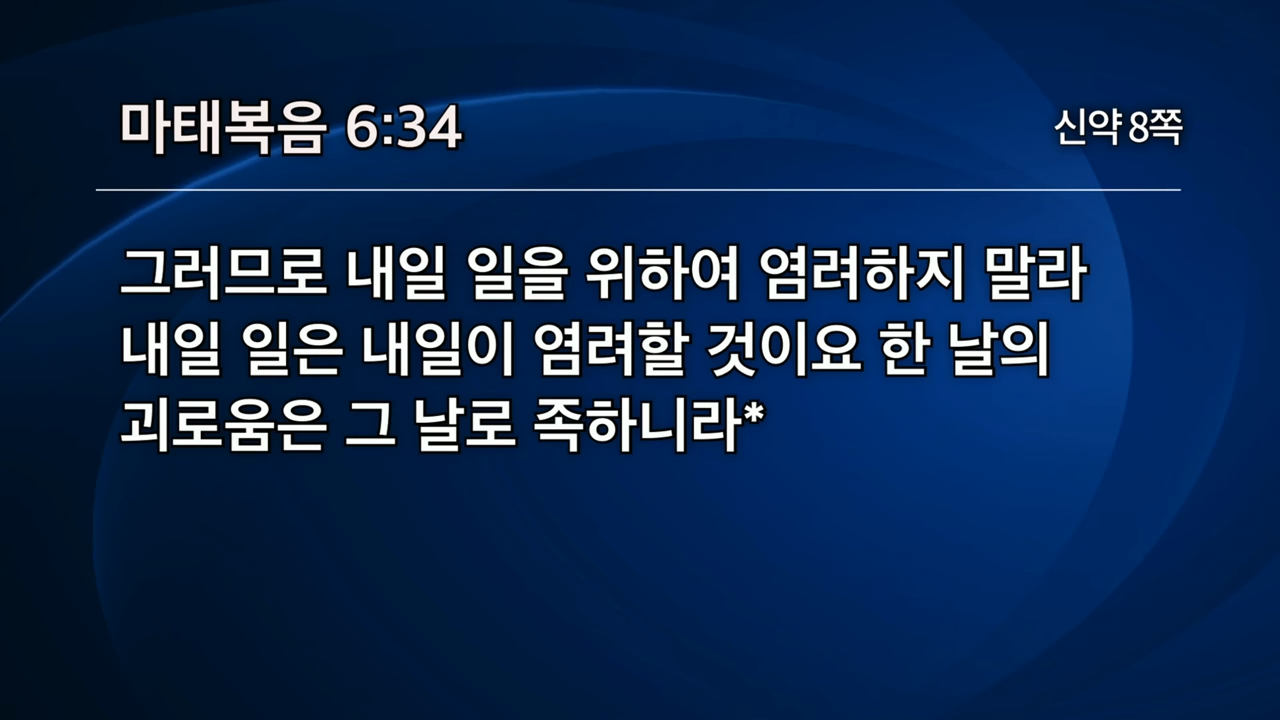 마태복음 6:34
신약 8쪽
그러므로 내일 일을 위하여 염려하지 말라
내일 일은 내일이 염려할 것이요 한 날의
괴로움은 그 날로 족하니라*